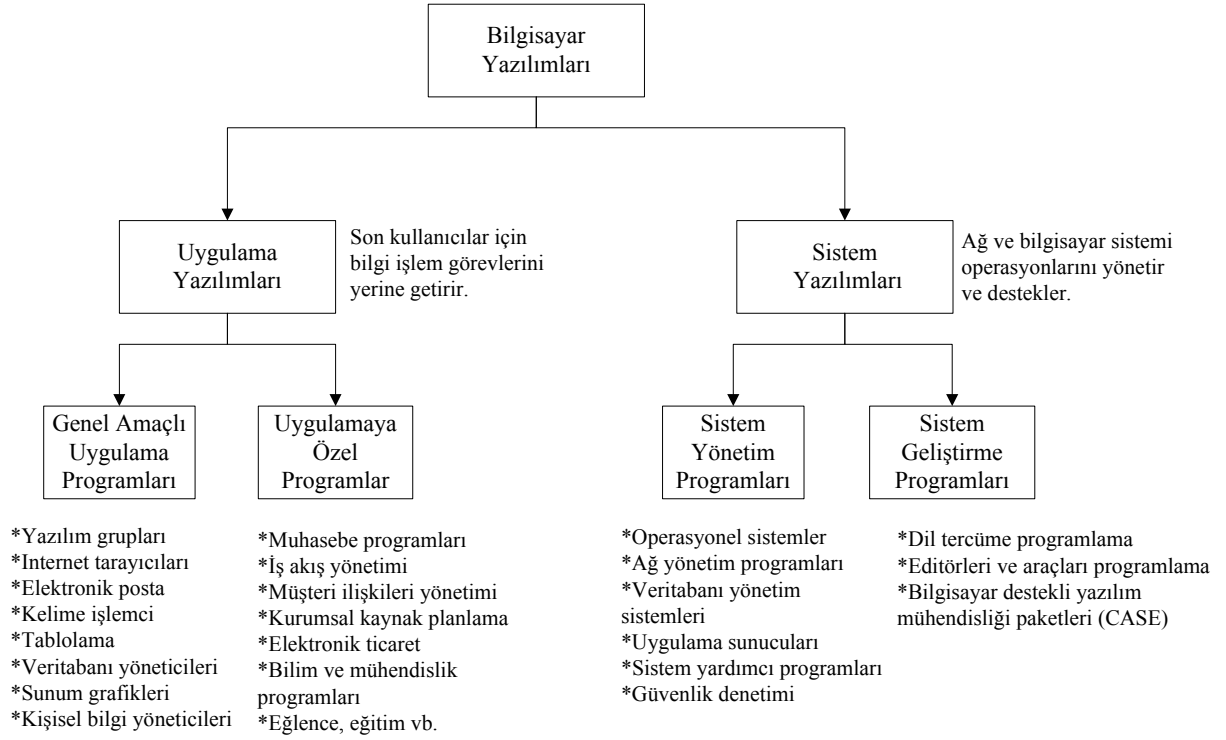 Bilgisayar
Yazılımları
Uygulama
Yazılımları
Son kullanıcılar için
bilgi işlem görevlerini
yerine getirir.
Sistem
Yazılımları
Ağ ve bilgisayar sistemi
operasyonlarını yönetir
ve destekler.
Genel Amaçlı
Uygulama
Programları
Uygulamaya
Özel
Programlar
Sistem
Yönetim
Programları
Sistem
Geliştirme
Programları
*Yazılım grupları
*Internet tarayıcıları
*Elektronik posta
*Kelime işlemci
*Tablolama
*Veritabanı yöneticileri
*Sunum grafikleri
*Kişisel bilgi yöneticileri
*Muhasebe programları
*İş akış yönetimi
*Müşteri ilişkileri yönetimi
*Kurumsal kaynak planlama
*Elektronik ticaret
*Bilim ve mühendislik
programları
*Eğlence, eğitim vb.
*Operasyonel sistemler
*Ağ yönetim programları
*Veritabanı yönetim
sistemleri
*Uygulama sunucuları
*Sistem yardımcı programları
*Güvenlik denetimi
*Dil tercüme programlama
*Editörleri ve araçları programlama
*Bilgisayar destekli yazılım
mühendisliği paketleri (CASE)